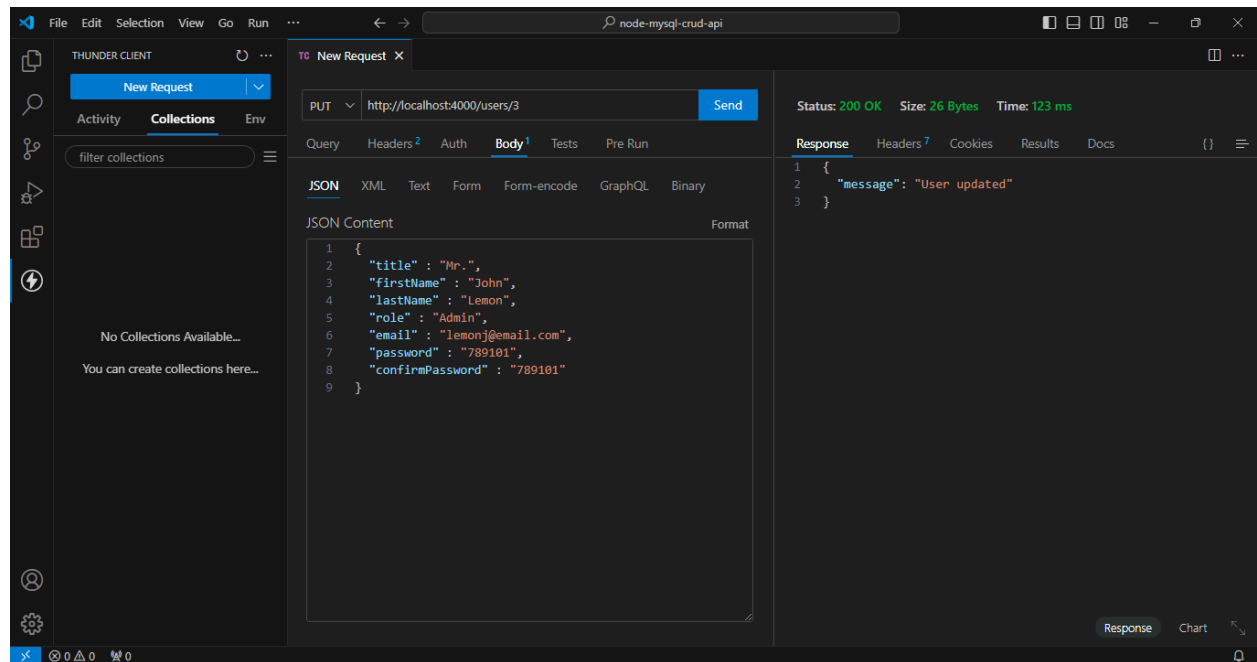 File Edit Selection View Go Run ··· ← → node-mysql-crud-api
THUNDER CLIENT ···
TC New Request ×
New Request
Activity Collections Env
filter collections
No Collections Available...
You can create collections here...
PUT http://localhost:4000/users/3 Send
Query Headers 2 Auth Body 1 Tests Pre Run
JSON XML Text Form Form-encode GraphQL Binary
JSON Content Format
1 {
2 "title" : "Mr.",
3 "firstName" : "John",
4 "lastName" : "Lemon",
5 "role" : "Admin",
6 "email" : "lemonj@email.com",
7 "password" : "789101",
8 "confirmPassword" : "789101"
9 }
Status: 200 OK Size: 26 Bytes Time: 123 ms
Response Headers 7 Cookies Results Docs {}
1 {
2 "message": "User updated"
3 }
Response Chart
0 0 0